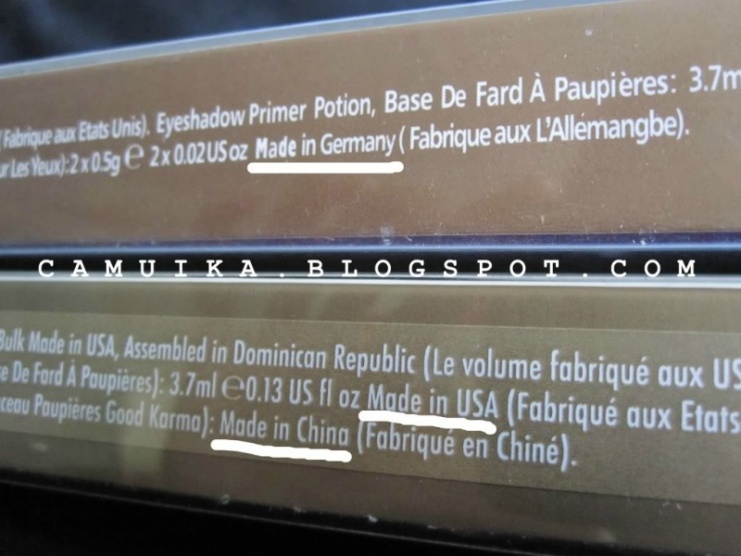 (Fabrique aux Etats Unis). Eyeshadow Primer Potion, Base De Fard À Paupières: 3.7m
ur Les Yeux):2 x 0.5g e 2 x 0.02 US oz Made in Germany ( Fabrique aux L'Allemangbe).
CAMUIKA.BLOGSPOT.COM
Bulk Made in USA, Assembled in Dominican Republic (Le volume fabriqué aux US
e De Fard À Paupières): 3.7ml e0.13 US fl oz Made in USA (Fabriqué aux Etats
ceau Paupières Good Karma): Made in China (Fabriqué en Chiné).